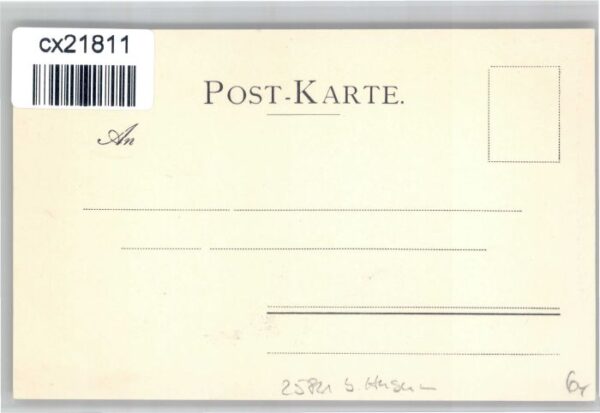 cx21811
POST-KARTE.
An